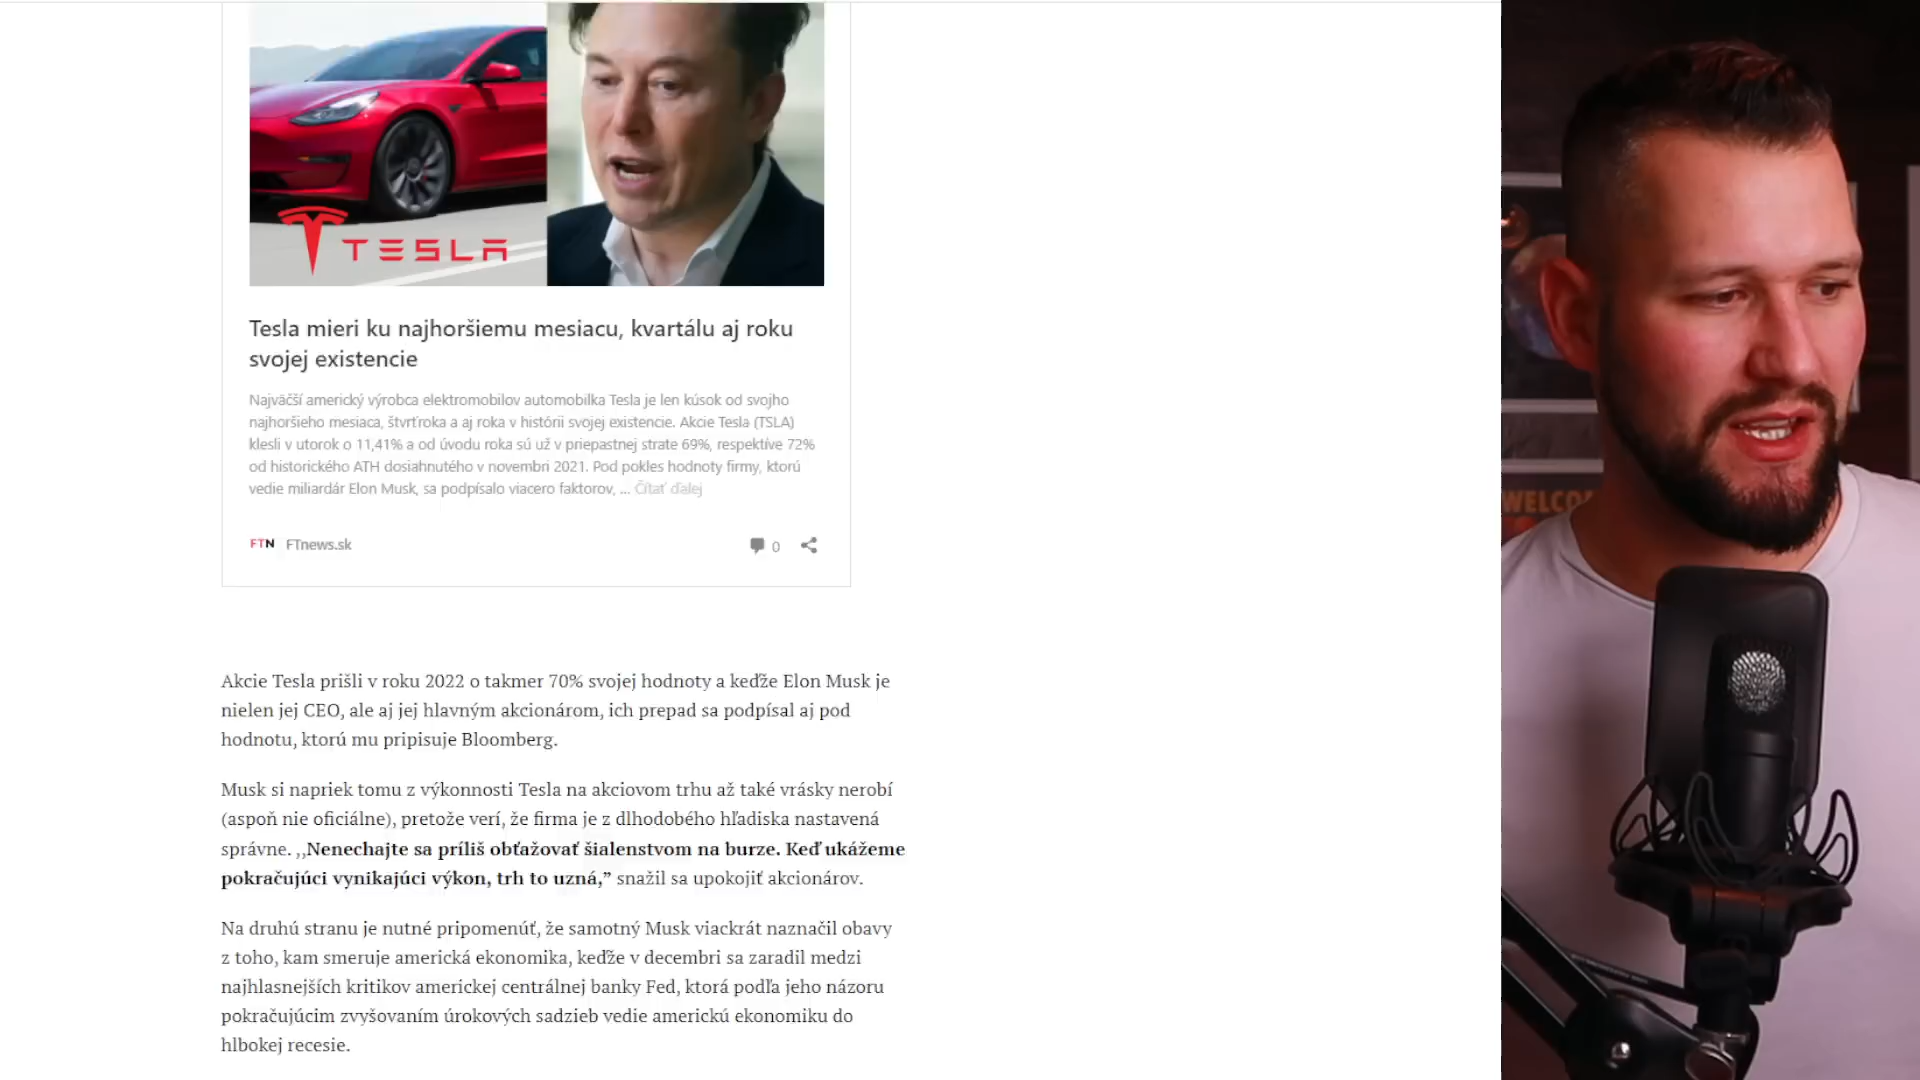 TESLA
Tesla mieri ku najhoršiemu mesiacu, kvartálu aj roku
svojej existencie
Najväčší americký výrobca elektromobilov automobilka Tesla je len kúsok od svojho
najhoršieho mesiaca, štvrťroka a aj roka v histórii svojej existencie. Akcie Tesla (TSLA)
klesli v utorok o 11,41% a od úvodu roka sú už v priepastnej strate 69%, respektíve 72%
od historického ATH dosiahnutého v novembri 2021. Pod pokles hodnoty firmy, ktorú
vedie miliardár Elon Musk, sa podpísalo viacero faktorov, ... Čítať ďalej
FTN FTnews.sk
0
Akcie Tesla prišli v roku 2022 o takmer 70% svojej hodnoty a keďže Elon Musk je
nielen jej CEO, ale aj jej hlavným akcionárom, ich prepad sa podpísal aj pod
hodnotu, ktorú mu pripisuje Bloomberg.
Musk si napriek tomu z výkonnosti Tesla na akciovom trhu až také vrásky nerobí
(aspoň nie oficiálne), pretože verí, že firma je z dlhodobého hľadiska nastavená
správne. ,,Nenechajte sa príliš obťažovať šialenstvom na burze. Keď ukážeme
pokračujúci vynikajúci výkon, trh to uzná,” snažil sa upokojiť akcionárov.
Na druhú stranu je nutné pripomenúť, že samotný Musk viackrát naznačil obavy
z toho, kam smeruje americká ekonomika, keďže v decembri sa zaradil medzi
najhlasnejších kritikov americkej centrálnej banky Fed, ktorá podľa jeho názoru
pokračujúcim zvyšovaním úrokových sadzieb vedie americkú ekonomiku do
hlbokej recesie.